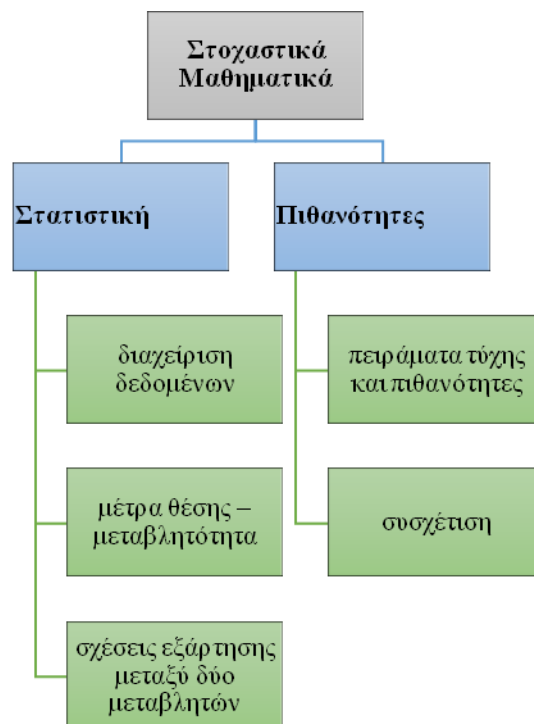 Στοχαστικά
Μαθηματικά
Στατιστική
Πιθανότητες
διαχείριση
δεδομένων
πειράματα τύχης
και πιθανότητες
μέτρα θέσης –
μεταβλητότητα
συσχέτιση
σχέσεις εξάρτησης
μεταξύ δύο
μεταβλητών